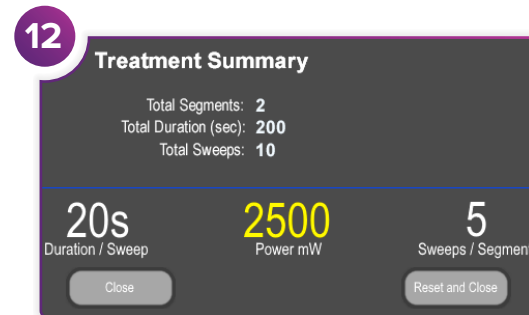 12
Treatment Summary
Total Segments: 2
Total Duration (sec): 200
Total Sweeps: 10
20s 2500 5
Duration / Sweep Power mW Sweeps / Segmen
Close Reset and Close